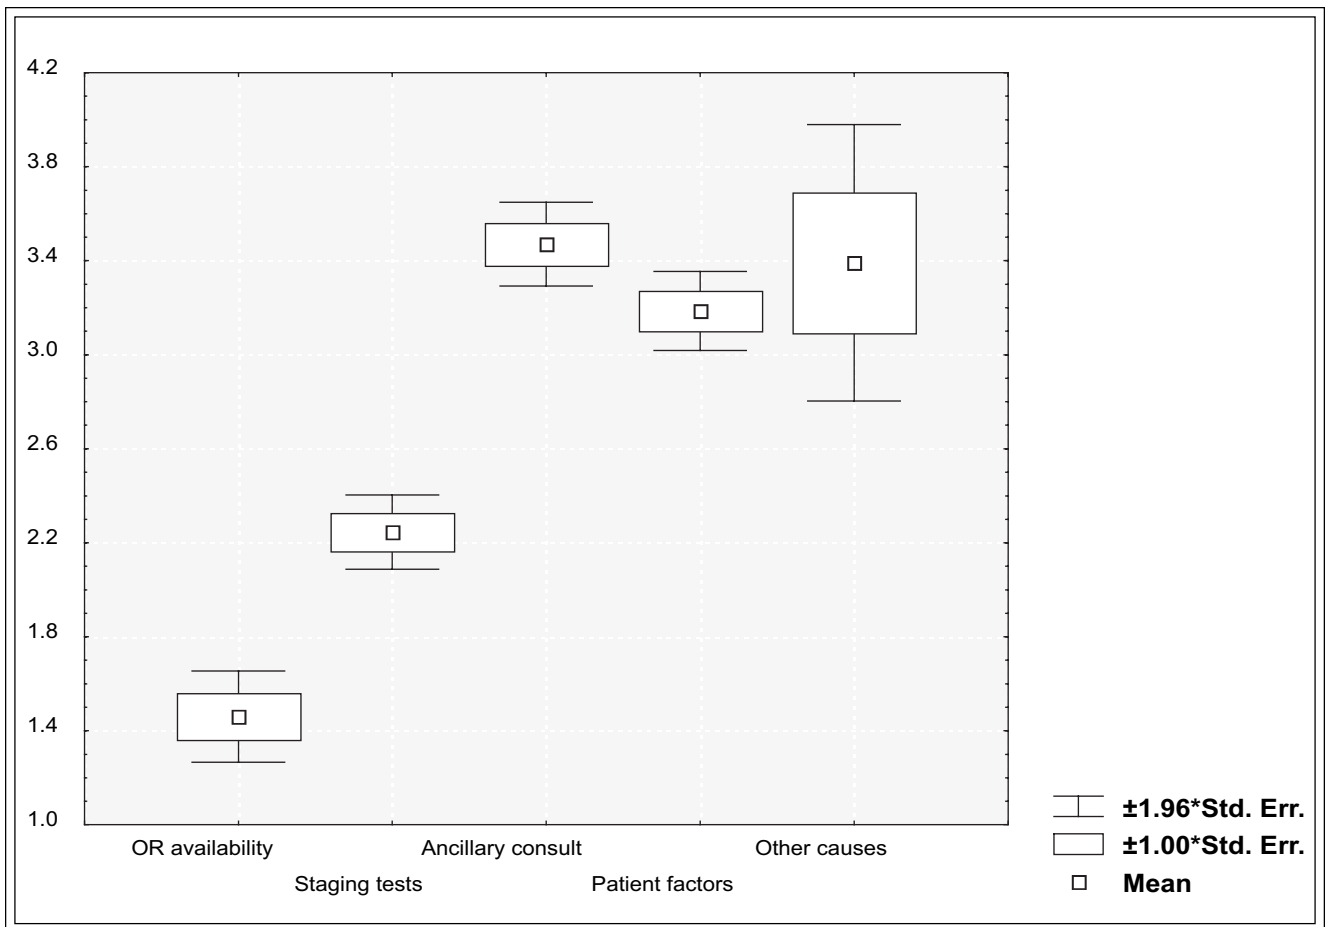 4.2
3.8
3.4
3.0
2.6
2.2
1.8
1.4
1.0
OR availability Ancillary consult Other causes
Staging tests Patient factors
±1.96*Std. Err.
±1.00*Std. Err.
Mean